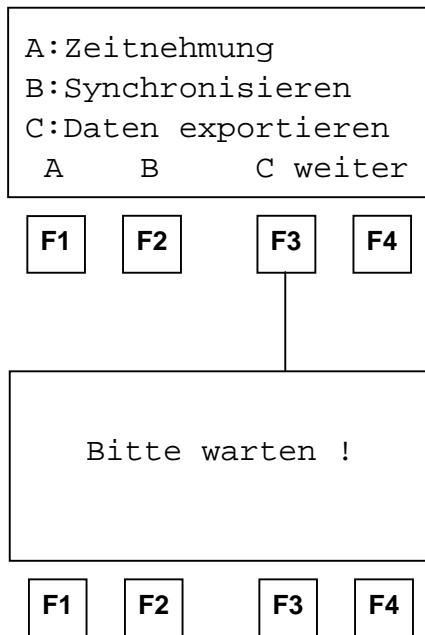 A:Zeitnehmung
B:Synchronisieren
C:Daten exportieren
A B C weiter
F1 F2 F3 F4
Bitte warten !
F1 F2 F3 F4